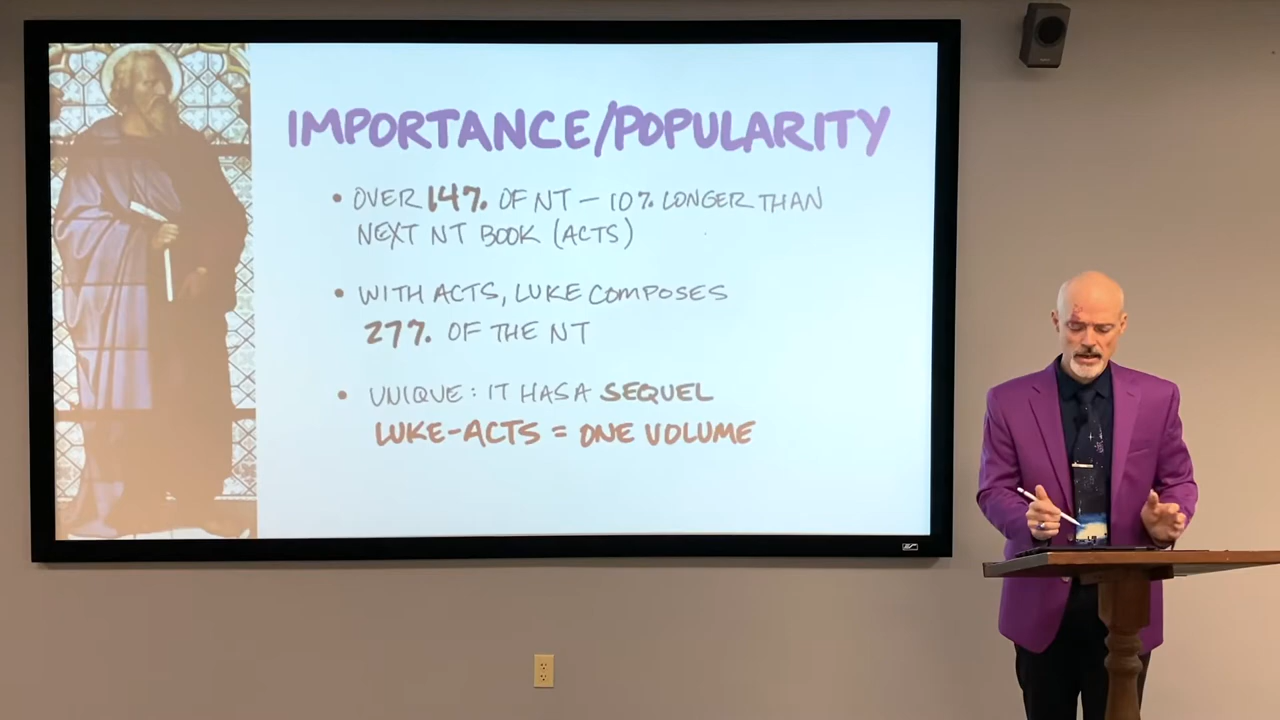 IMPORTANCE/POPULARITY
• OVER 14% OF NT – 10% LONGER THAN
NEXT NT BOOK (ACTS)
• WITH ACTS, LUKE COMPOSES
27% OF THE NT
• UNIQUE: IT HAS A SEQUEL
LUKE-ACTS = ONE VOLUME